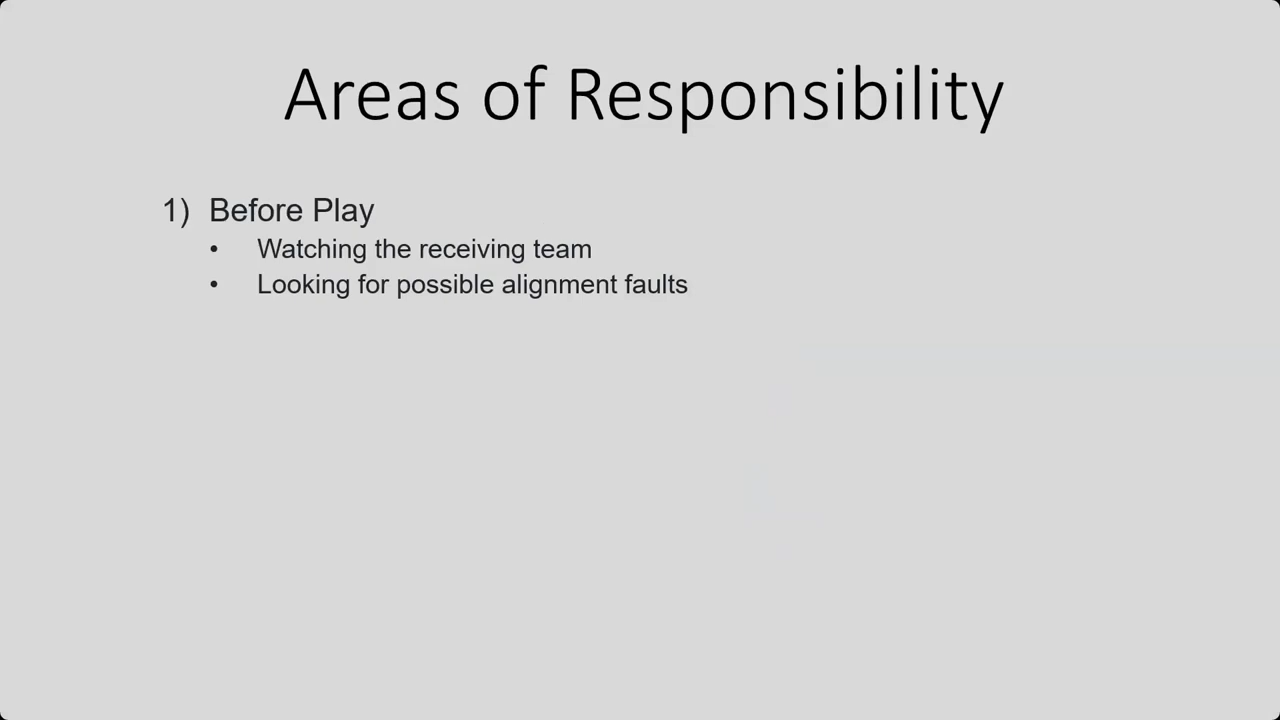 Areas of Responsibility
1) Before Play
• Watching the receiving team
• Looking for possible alignment faults